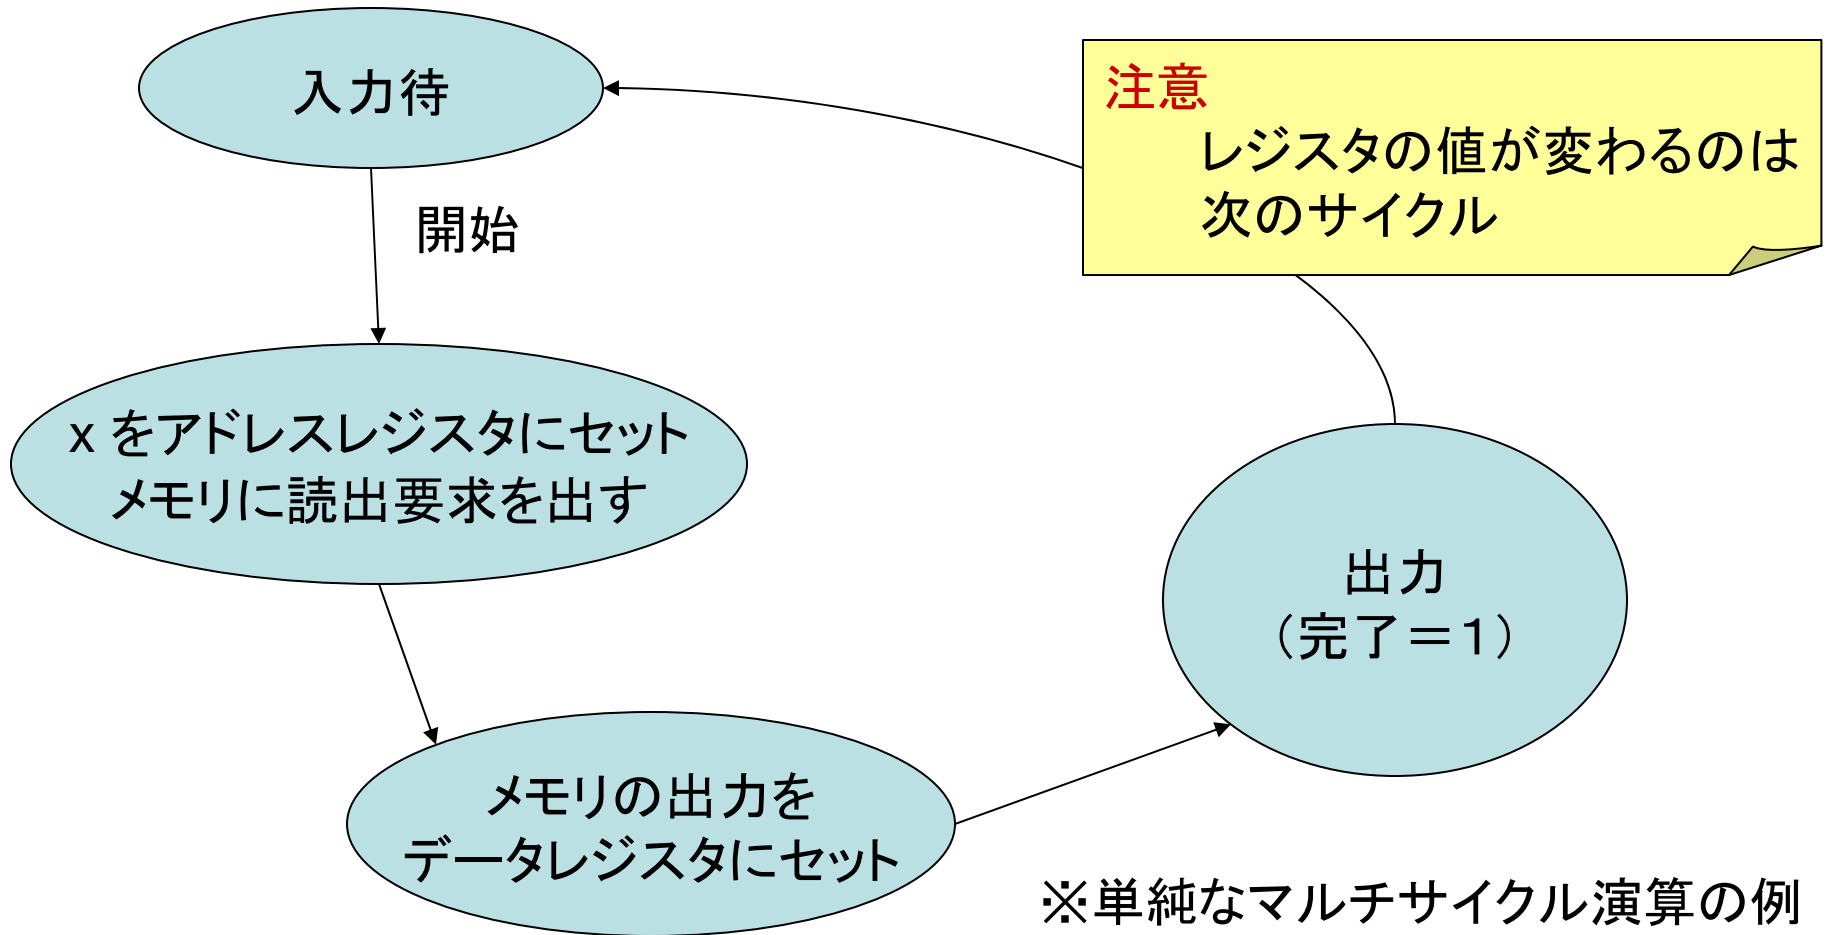 入力待
注意
レジスタの値が変わるのは
次のサイクル
開始
x をアドレスレジスタにセット
メモリに読出要求を出す
出力
（完了＝１）
メモリの出力を
データレジスタにセット
※単純なマルチサイクル演算の例